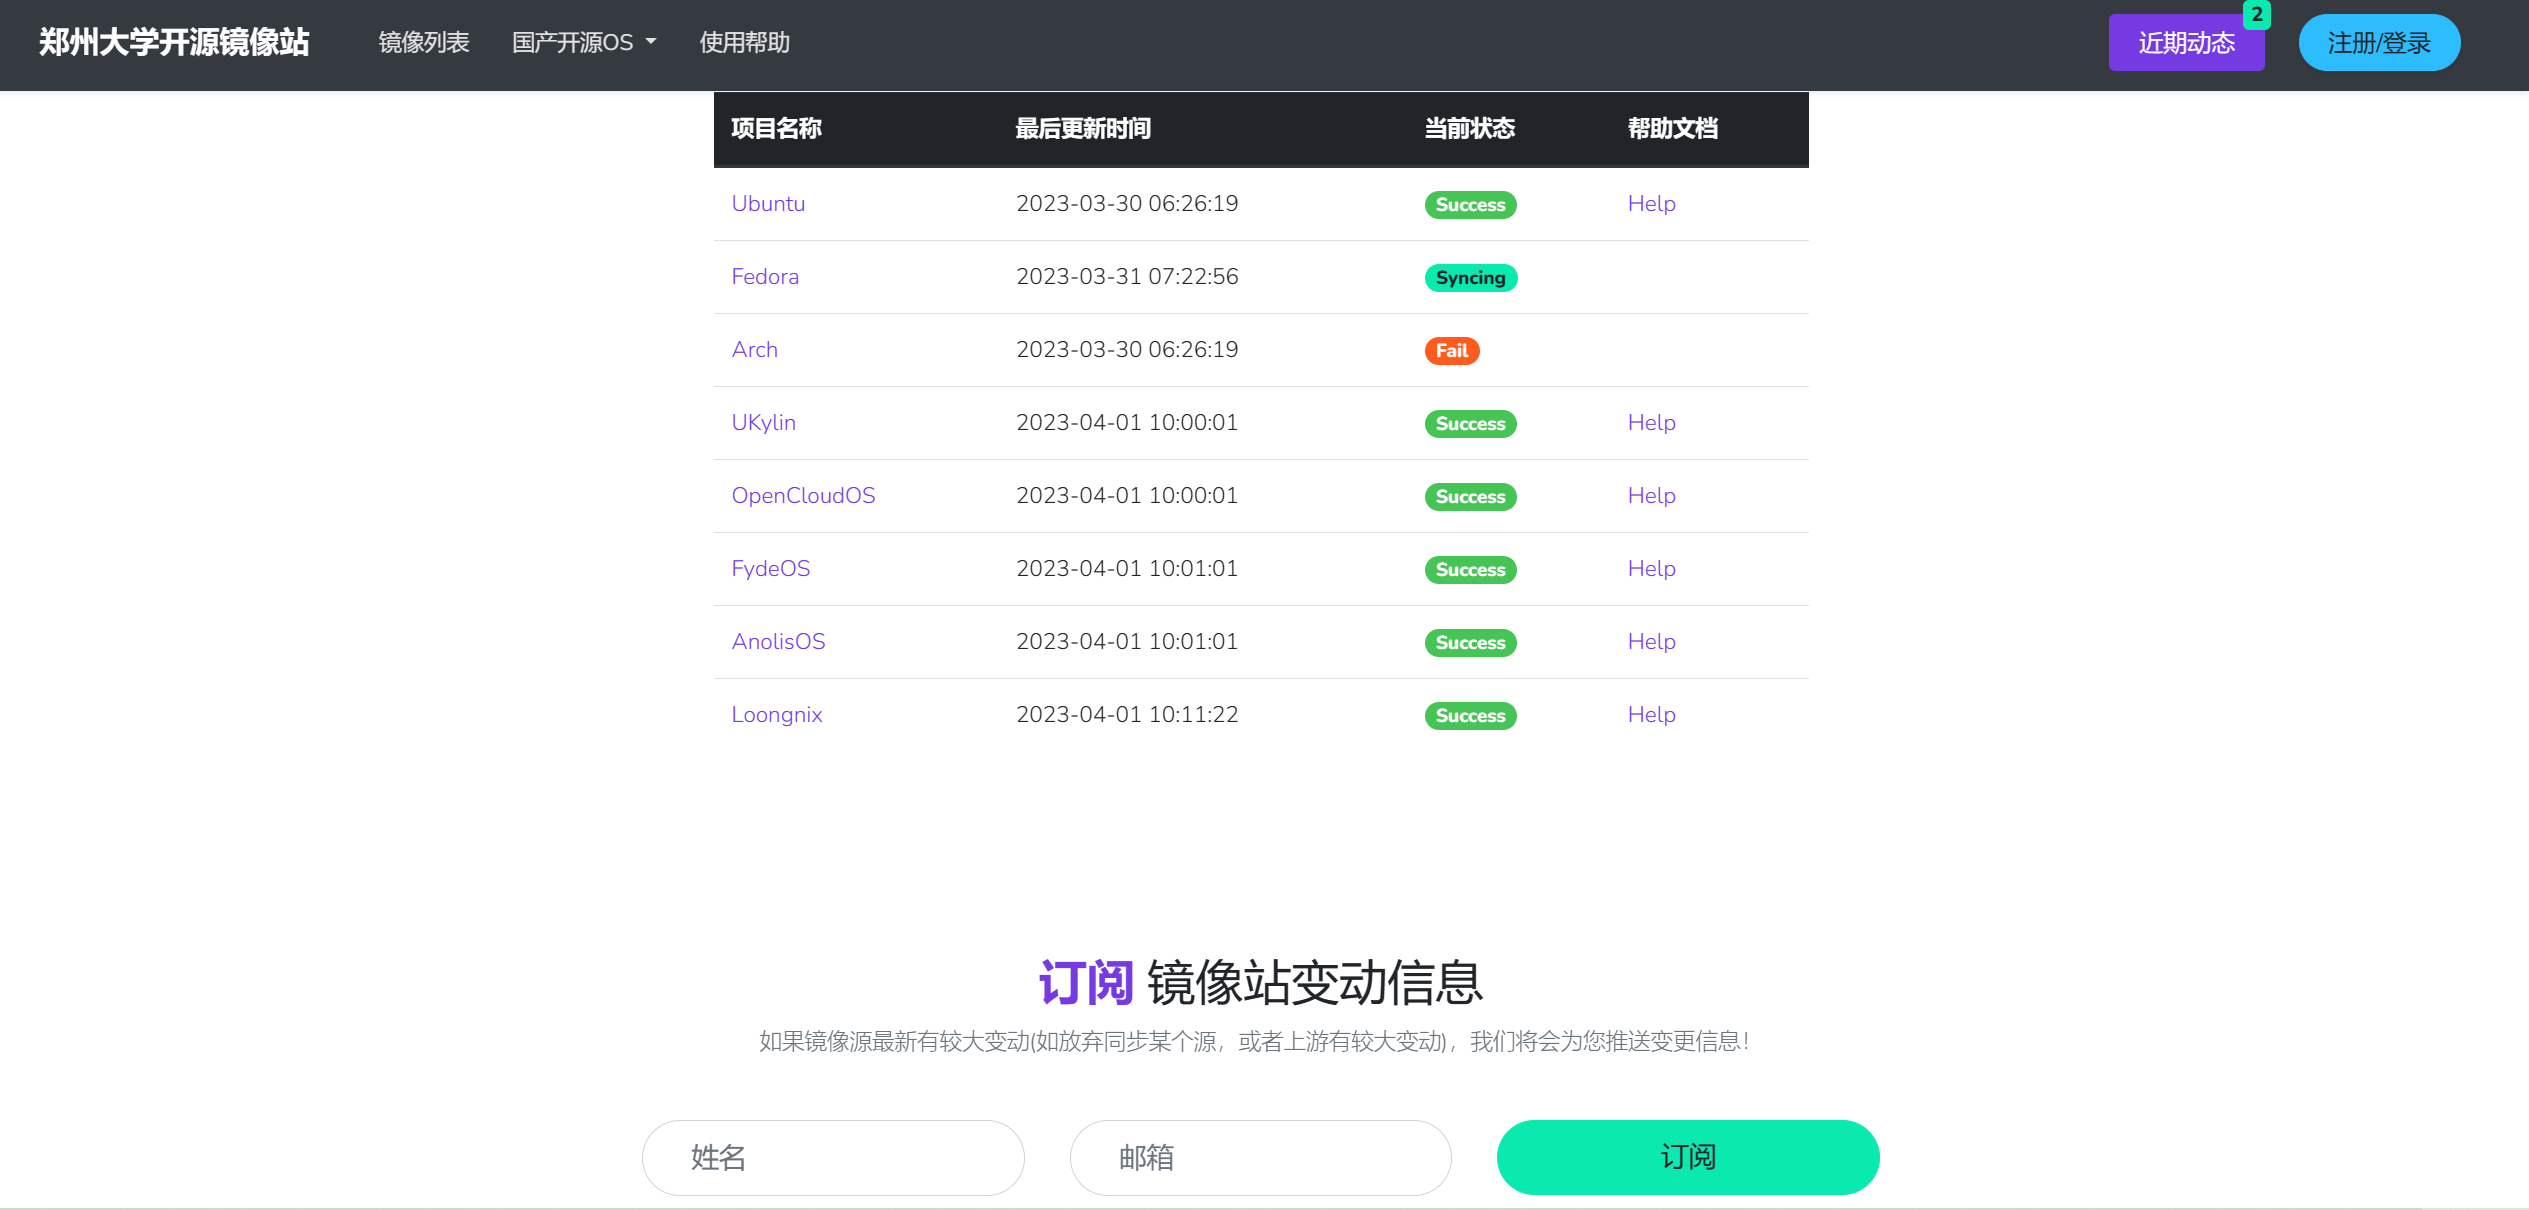 郑州大学开源镜像站 镜像列表 国产开源OS 使用帮助 近期动态 2 注册/登录
项目名称 最后更新时间 当前状态 帮助文档
Ubuntu 2023-03-30 06:26:19 Success Help
Fedora 2023-03-31 07:22:56 Syncing
Arch 2023-03-30 06:26:19 Fail
UKylin 2023-04-01 10:00:01 Success Help
OpenCloudOS 2023-04-01 10:00:01 Success Help
FydeOS 2023-04-01 10:01:01 Success Help
AnolisOS 2023-04-01 10:01:01 Success Help
Loongnix 2023-04-01 10:11:22 Success Help
订阅 镜像站变动信息
如果镜像源最新有较大变动(如放弃同步某个源，或者上游有较大变动)，我们将会为您推送变更信息！
姓名 邮箱 订阅